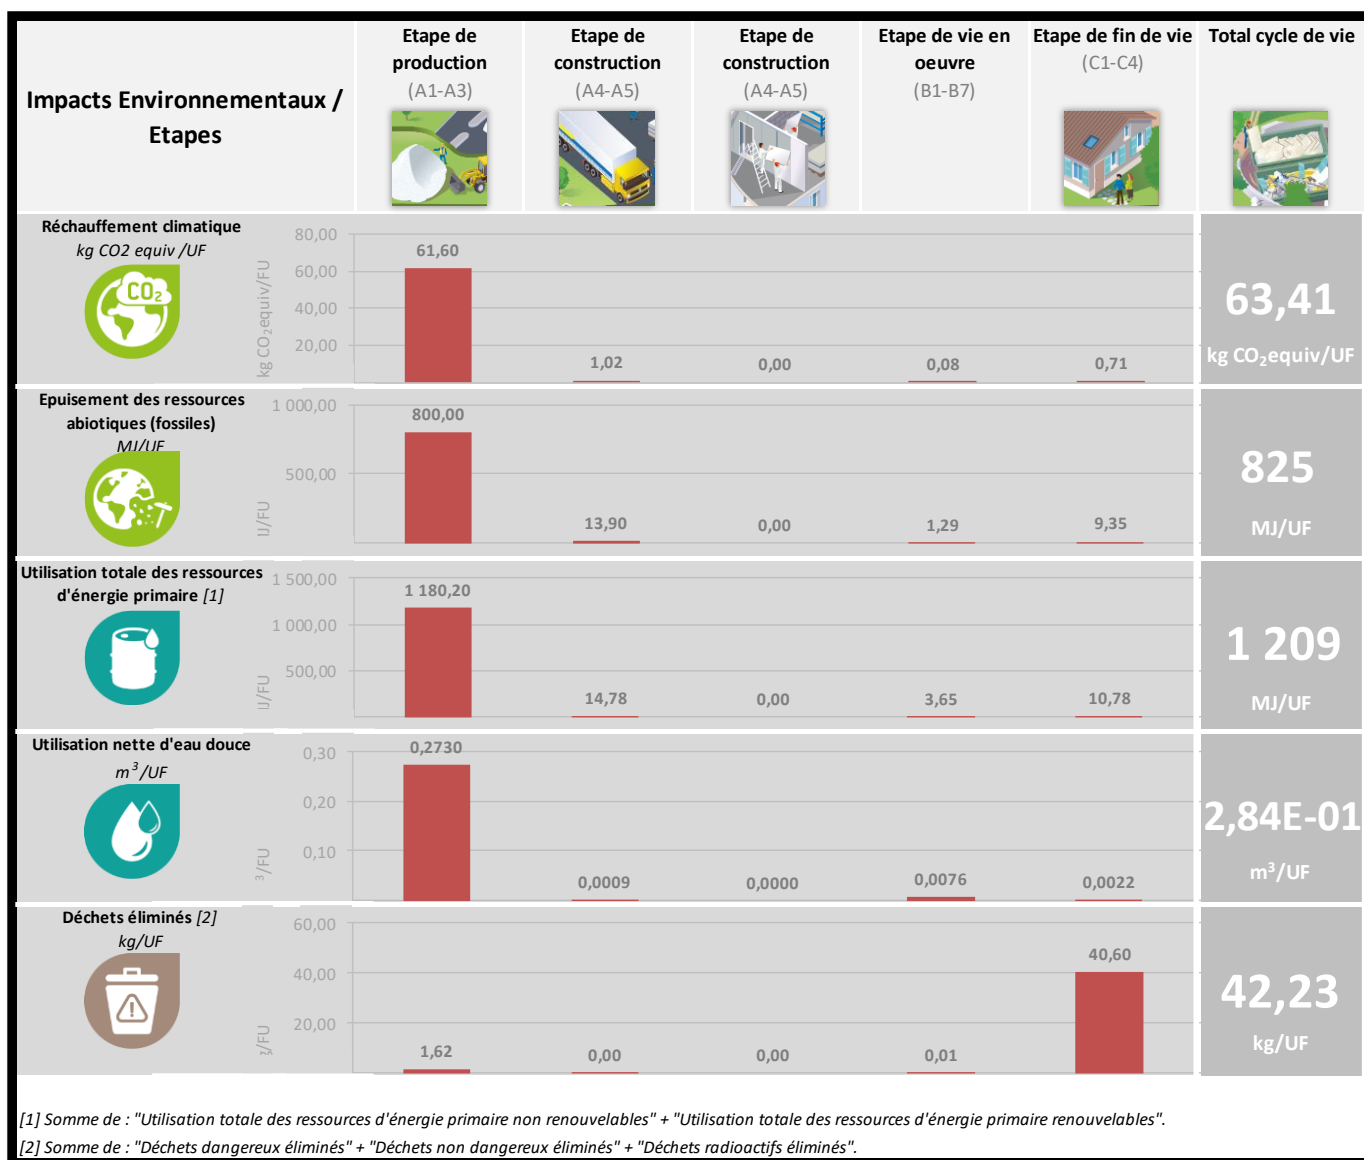 Impacts Environnementaux /
Etapes
Etape de
production
(A1-A3)
Etape de
construction
(A4-A5)
Etape de
construction
(A4-A5)
Etape de vie en
oeuvre
(B1-B7)
Etape de fin de vie
(C1-C4)
Total cycle de vie
Réchauffement climatique
kg CO2 equiv /UF
CO2
kg CO2equiv/FU
80,00
60,00
40,00
20,00
61,60
1,02
0,00
0,08
0,71
63,41
kg CO2equiv/UF
Epuisement des ressources
abiotiques (fossiles)
MJ/UF
IJ/FU
1 000,00
500,00
800,00
13,90
0,00
1,29
9,35
825
MJ/UF
Utilisation totale des ressources
d'énergie primaire [1]
IJ/FU
1 500,00
1 000,00
500,00
1 180,20
14,78
0,00
3,65
10,78
1 209
MJ/UF
Utilisation nette d'eau douce
m³/UF
³/FU
0,30
0,20
0,10
0,2730
0,0009
0,0000
0,0076
0,0022
2,84E-01
m³/UF
Déchets éliminés [2]
kg/UF
/FU
60,00
40,00
20,00
1,62
0,00
0,00
0,01
40,60
42,23
kg/UF
[1] Somme de : "Utilisation totale des ressources d'énergie primaire non renouvelables" + "Utilisation totale des ressources d'énergie primaire renouvelables".
[2] Somme de : "Déchets dangereux éliminés" + "Déchets non dangereux éliminés" + "Déchets radioactifs éliminés".